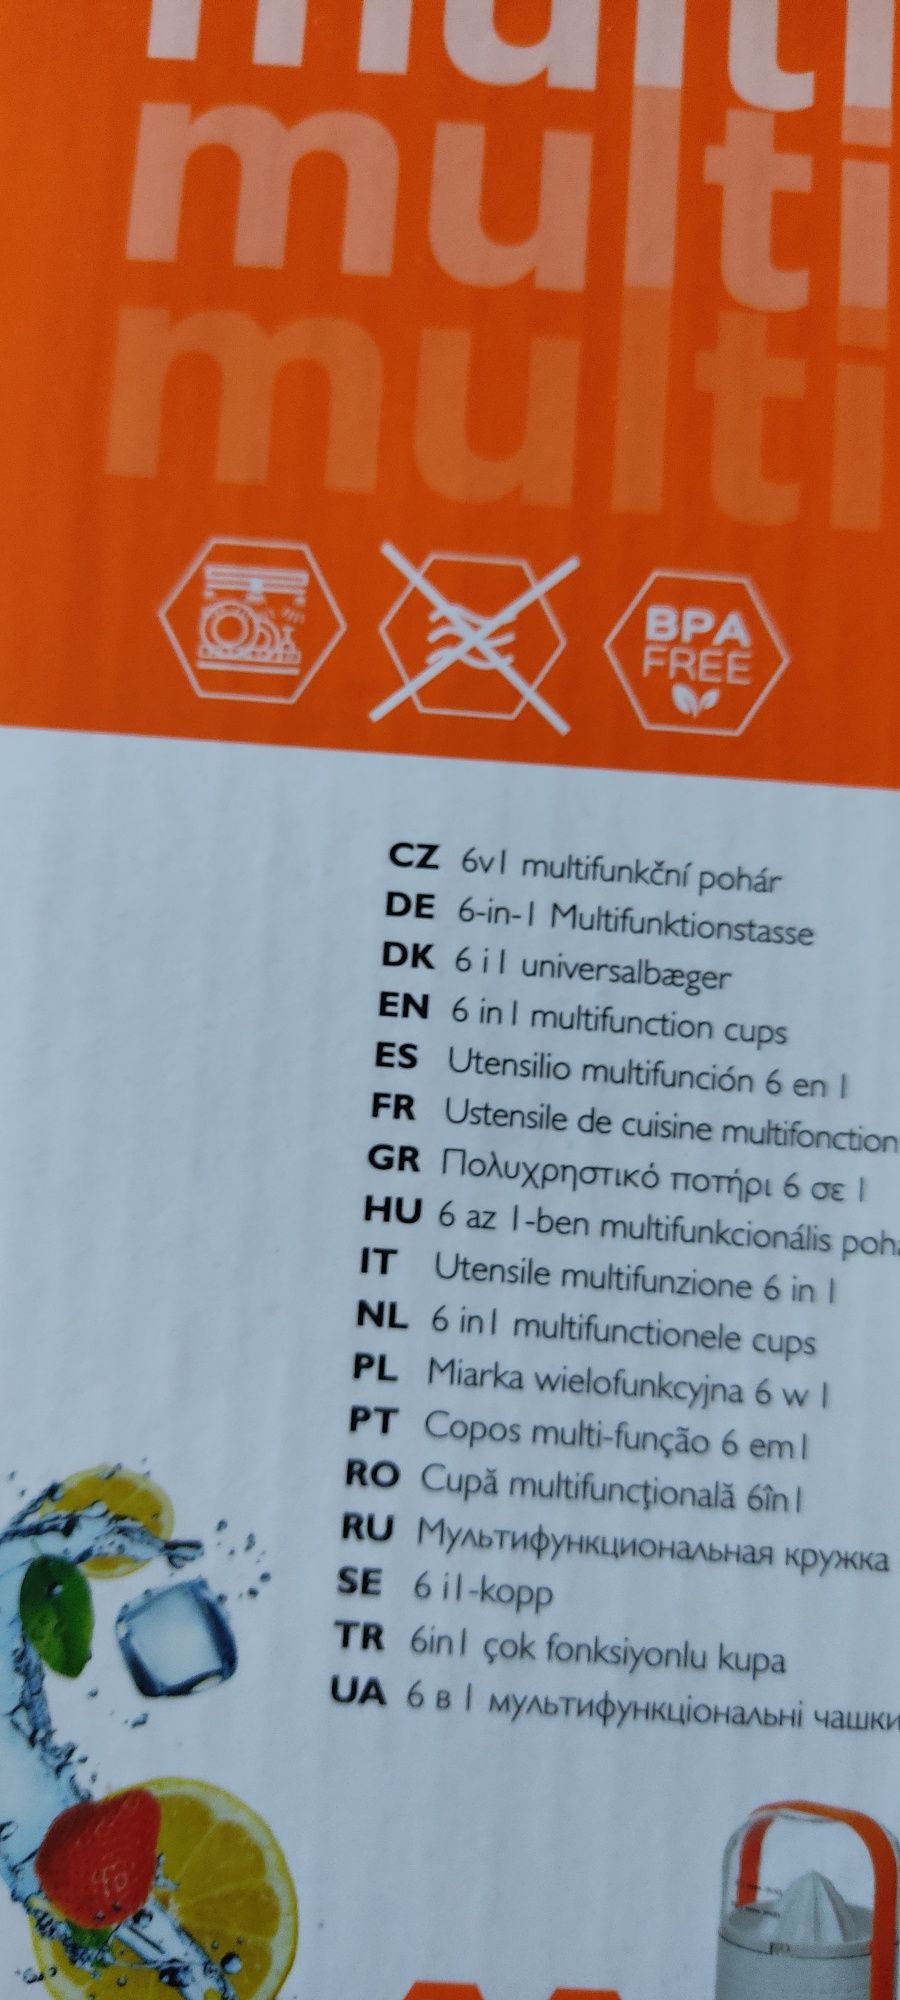 multi
multi
multi
BPA
FREE
CZ 6v1 multifunkční pohár
DE 6-in-1 Multifunktionstasse
DK 6 i 1 universalbæger
EN 6 in 1 multifunction cups
ES Utensilio multifunción 6 en 1
FR Ustensile de cuisine multifonction
GR Πολυχρηστικό ποτήρι 6 σε 1
HU 6 az 1-ben multifunkcionális
IT Utensile multifunzione 6 in 1
NL 6 in1 multifunctionele cups
PL Miarka wielofunkcyjna 6 w 1
PT Copos multi-função 6 em 1
RO Cupă multifuncţională 6în1
RU Мультифункциональная кружка
SE 6 i1-kopp
TR 6in1 çok fonksiyonlu kupa
UA 6 в 1 мультифункціональні чашки